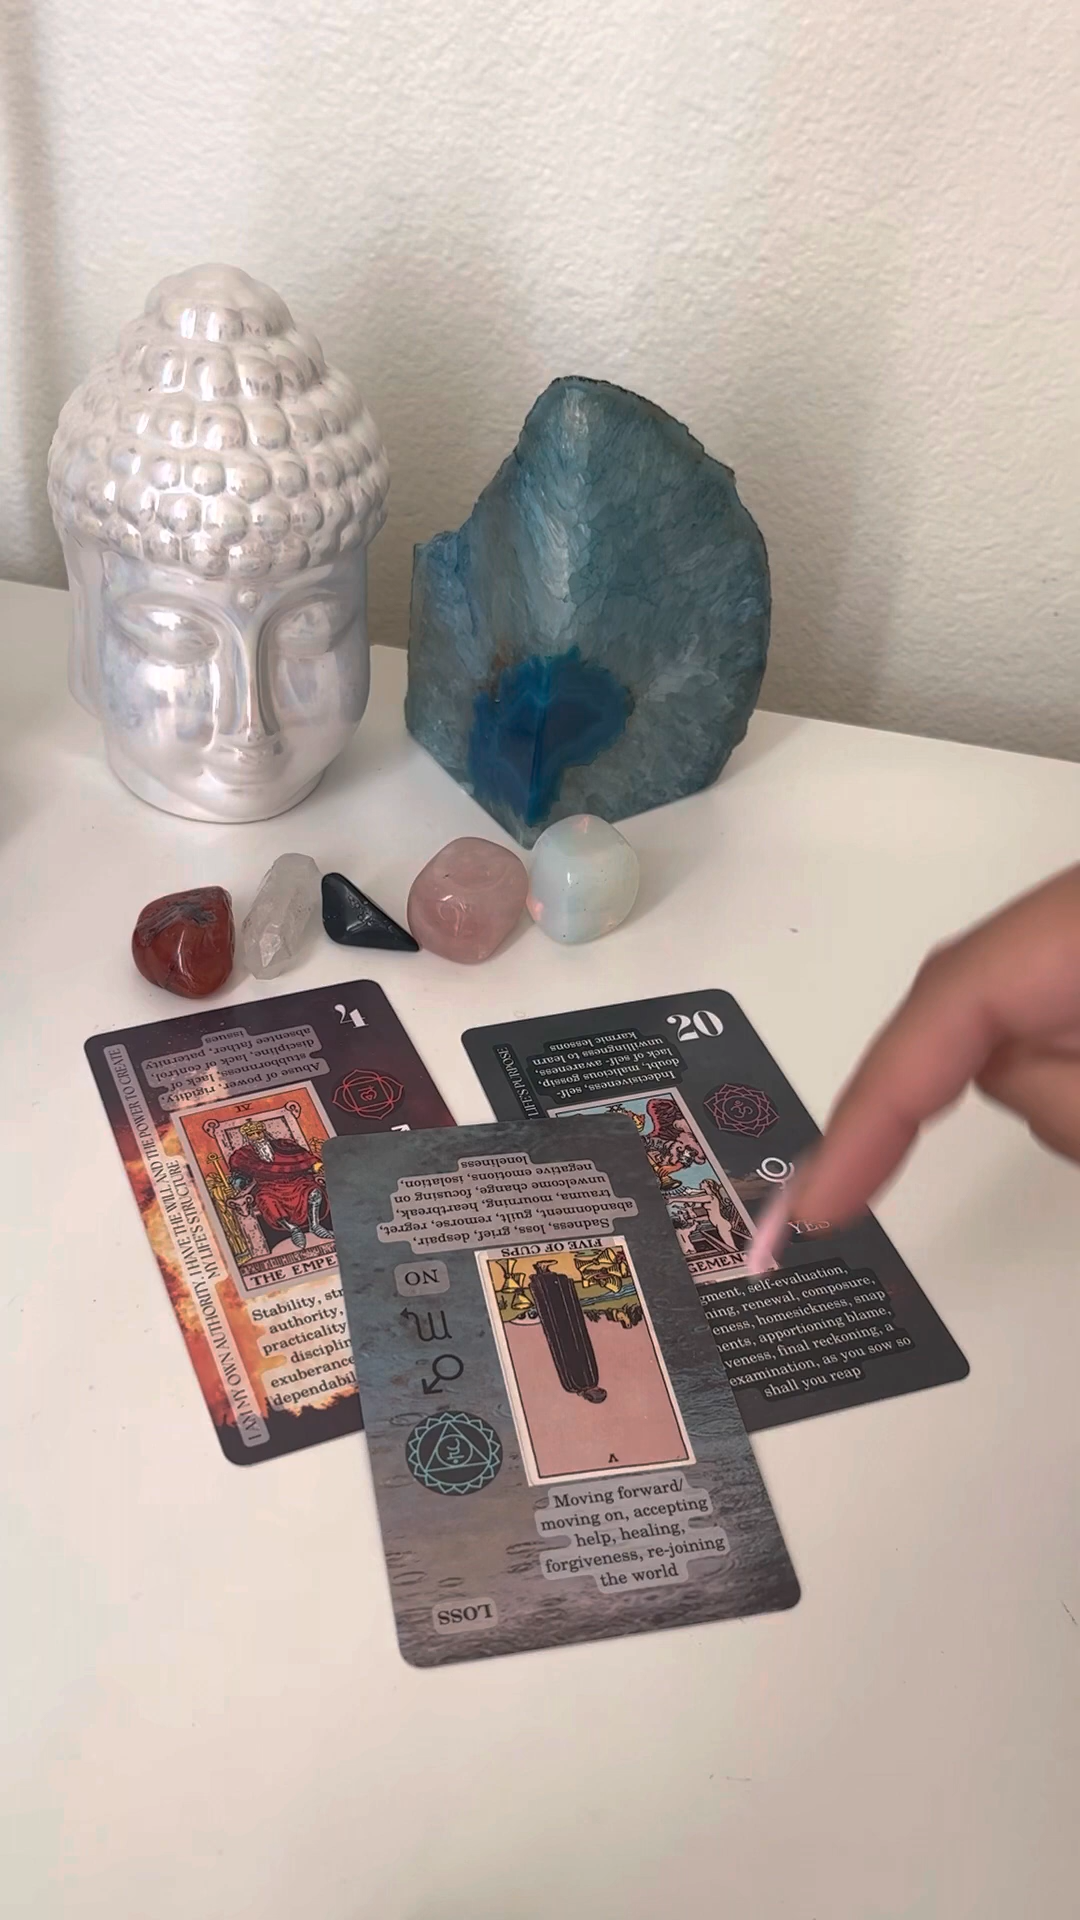 4
Abuse of power, rigidity,
stubbornness, lack of
discipline, lack of control,
absentee father, paternity
issues
I AM MY OWN AUTHORITY, I HAVE THE WILL AND THE POWER TO CREATE
MY LIFE'S STRUCTURE
IV
THE EMPE
Stability, str
authority,
practicality
disciplin
exuberance
dependabil
20
Indecisiveness, self-
doubt, malicious gossip,
lack of self-awareness,
unwillingness to learn
karmic lessons
LIFE'S PURPOSE
XX
GEMEN
YES
gment, self-evaluation,
ning, renewal, composure,
eness, homesickness, snap
ents, apportioning blame,
veness, final reckoning, a
examination, as you sow so
shall you reap
Sadness, loss, grief, despair,
abandonment, guilt, remorse, regret,
trauma, mourning, heartbreak,
unwelcome change, focusing on
negative emotions, isolation,
loneliness
FIVE OF CUPS
NO
V
Moving forward/
moving on, accepting
help, healing,
forgiveness, re-joining
the world
LOSS